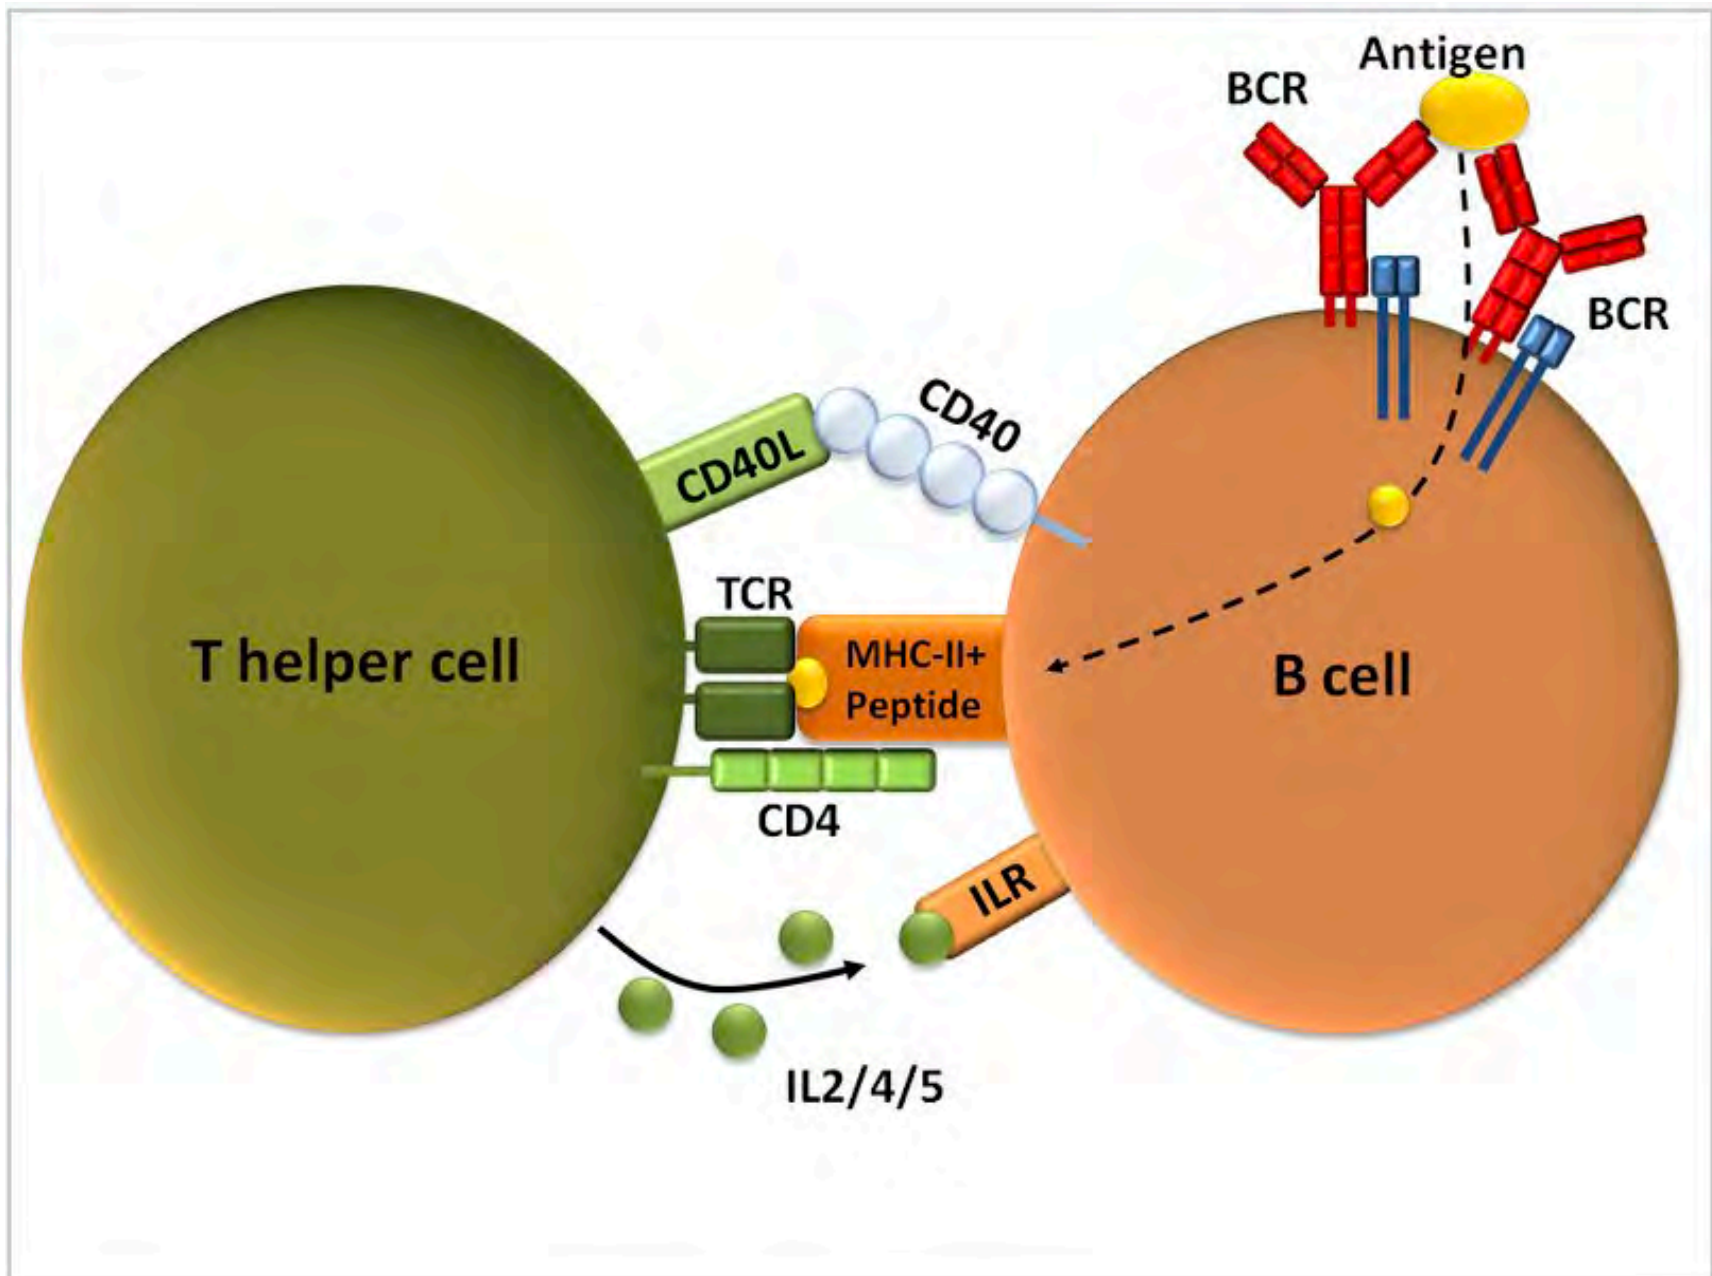 Antigen
BCR
BCR
CD40
CD40L
TCR
MHC-II+
Peptide
T helper cell
B cell
CD4
ILR
IL2/4/5